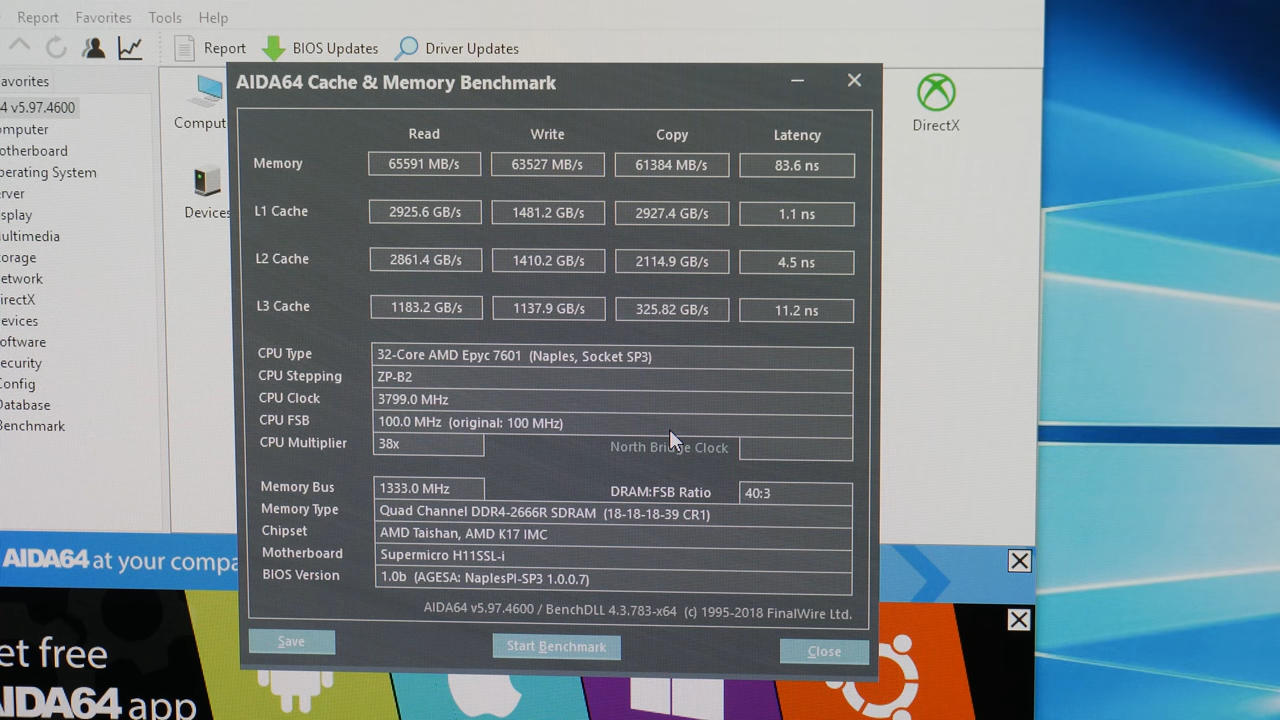 Report Favorites Tools Help
Report BIOS Updates Driver Updates
avorites
4 v5.97.4600
omputer
otherboard
perating System
rver
splay
ultimedia
orage
etwork
irectX
evices
oftware
ecurity
Config
Database
Benchmark
Comput
Devices
DirectX
AIDA64 Cache & Memory Benchmark
Read Write Copy Latency
Memory 65591 MB/s 63527 MB/s 61384 MB/s 83.6 ns
L1 Cache 2925.6 GB/s 1481.2 GB/s 2927.4 GB/s 1.1 ns
L2 Cache 2861.4 GB/s 1410.2 GB/s 2114.9 GB/s 4.5 ns
L3 Cache 1183.2 GB/s 1137.9 GB/s 325.82 GB/s 11.2 ns
CPU Type 32-Core AMD Epyc 7601 (Naples, Socket SP3)
CPU Stepping ZP-B2
CPU Clock 3799.0 MHz
CPU FSB 100.0 MHz (original: 100 MHz)
CPU Multiplier 38x North Bridge Clock
Memory Bus 1333.0 MHz DRAM:FSB Ratio 40:3
Memory Type Quad Channel DDR4-2666R SDRAM (18-18-18-39 CR1)
Chipset AMD Taishan, AMD K17 IMC
Motherboard Supermicro H11SSL-i
BIOS Version 1.0b (AGESA: NaplesPI-SP3 1.0.0.7)
AIDA64 v5.97.4600 / BenchDLL 4.3.783-x64 (c) 1995-2018 FinalWire Ltd.
Save Start Benchmark Close
AIDA64 at your compa
et free
AIDA64 app